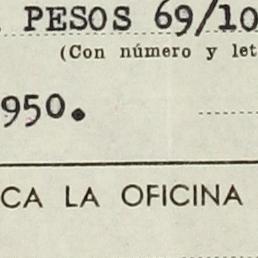 PESOS 69/10
(Con número y let
950.
CA LA OFICINA